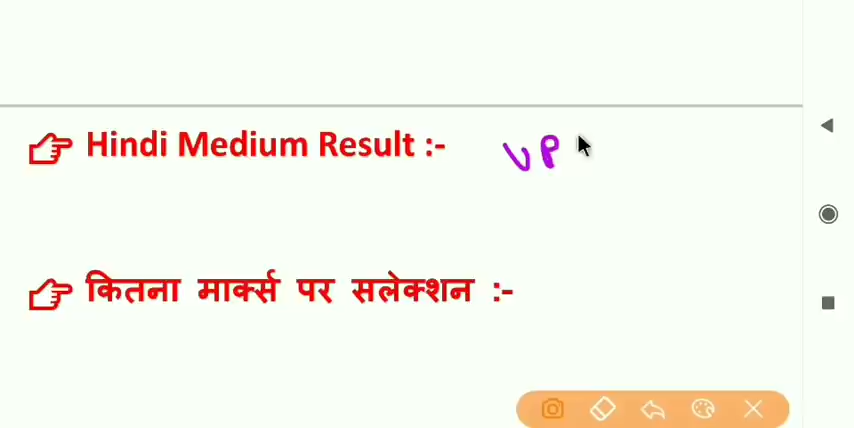 Hindi Medium Result :- UP
कितना मार्क्स पर सलेक्शन :-